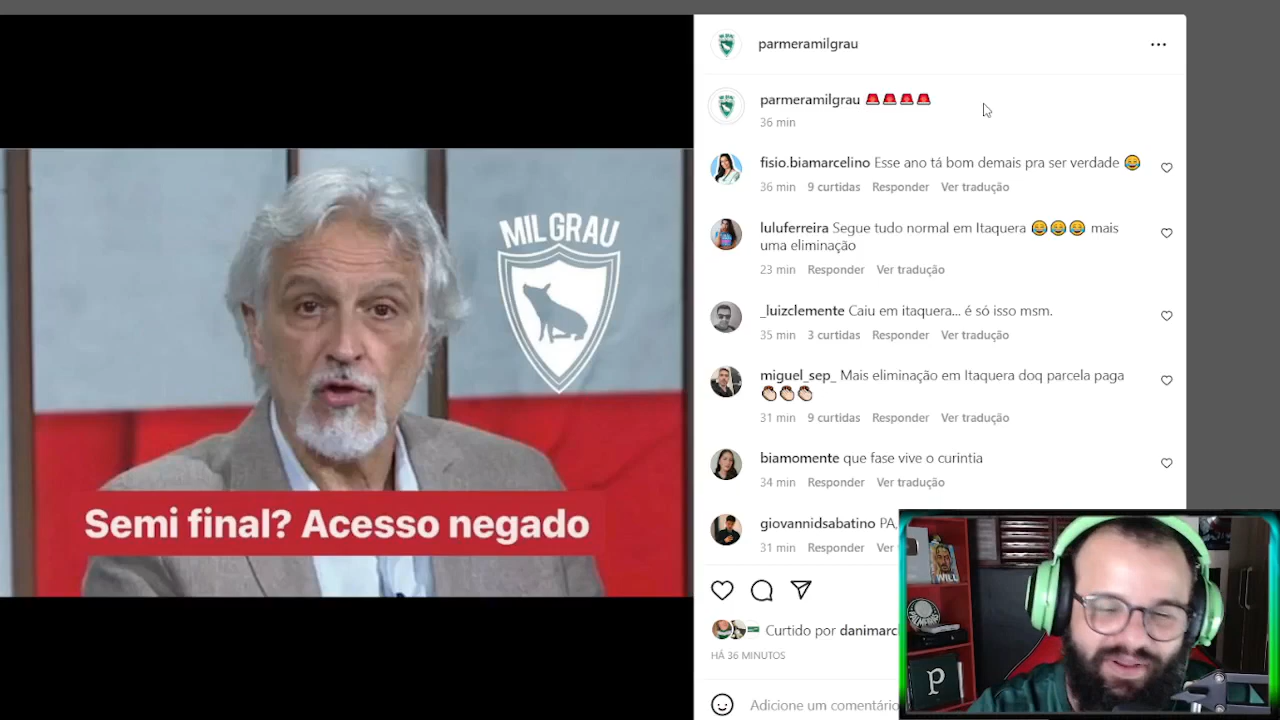 parmeramilgrau
parmeramilgrau
36 min
fisio.biamarcelino Esse ano tá bom demais pra ser verdade
36 min 9 curtidas Responder Ver tradução
luluferreira Segue tudo normal em Itaquera mais
uma eliminação
23 min Responder Ver tradução
_luizclemente Caiu em itaquera... é só isso msm.
35 min 3 curtidas Responder Ver tradução
miguel_sep_ Mais eliminação em Itaquera doq parcela paga
31 min 9 curtidas Responder Ver tradução
biamomente que fase vive o curintia
34 min Responder Ver tradução
giovannidsabatino PA,
31 min Responder Ver
Curtido por danimarc
HÁ 36 MINUTOS
Adicione um comentário
MIL GRAU
Semi final? Acesso negado
WILL
P